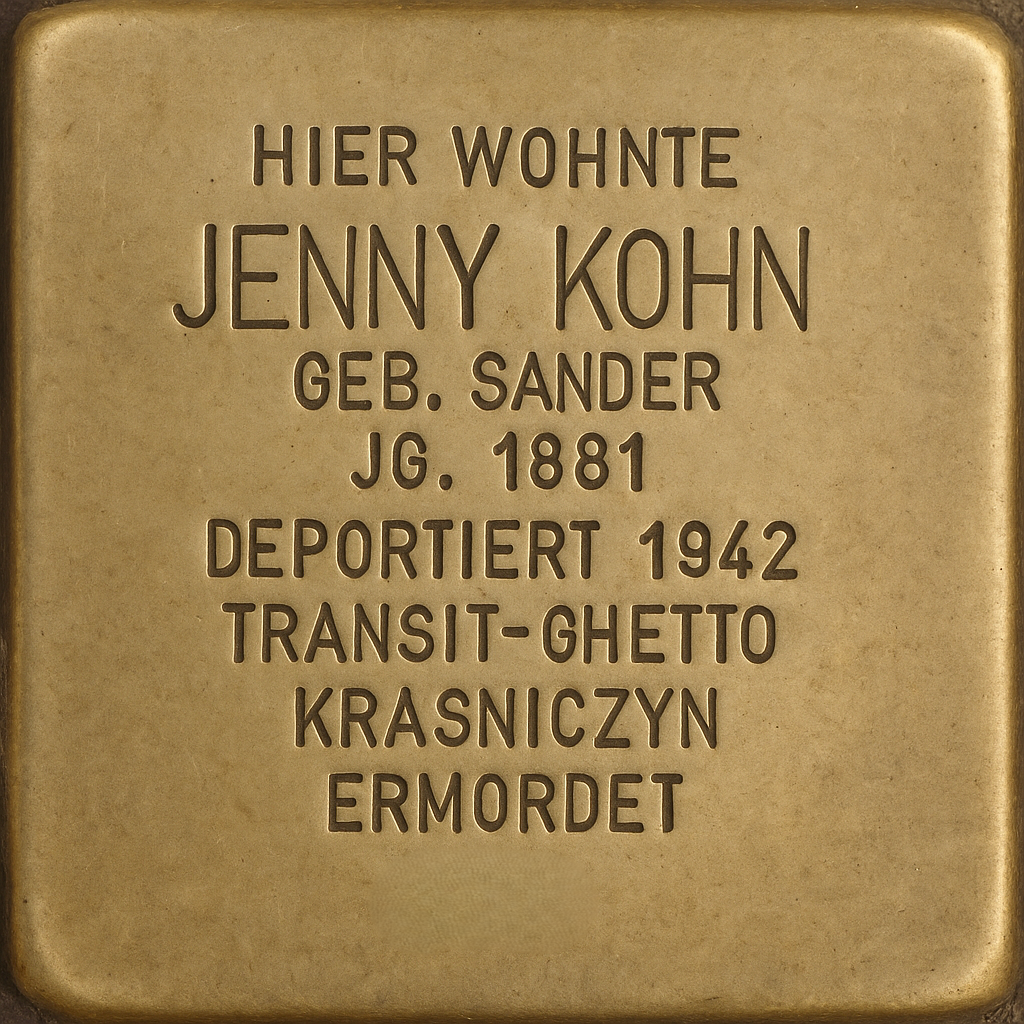 HIER WOHNTE
JENNY KOHN
GEB. SANDER
JG. 1881
DEPORTIERT 1942
TRANSIT-GHETTO
KRASNICZYN
ERMORDET